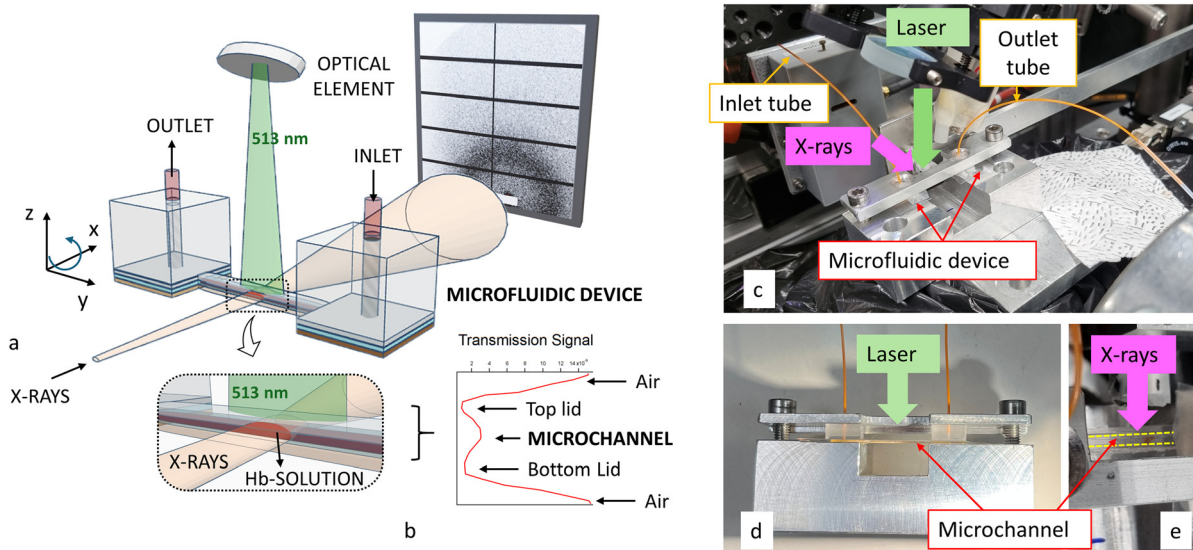 OPTICAL
ELEMENT
OUTLET
513 nm
INLET
z
x
y
MICROFLUIDIC DEVICE
a
X-RAYS
513 nm
X-RAYS
Hb-SOLUTION
Transmission Signal
2 4 6 8 10 12 14x10⁻⁶
Air
Top lid
MICROCHANNEL
Bottom Lid
Air
b
Laser
Outlet
tube
Inlet tube
X-rays
Microfluidic device
c
Laser
X-rays
Microchannel
d
e